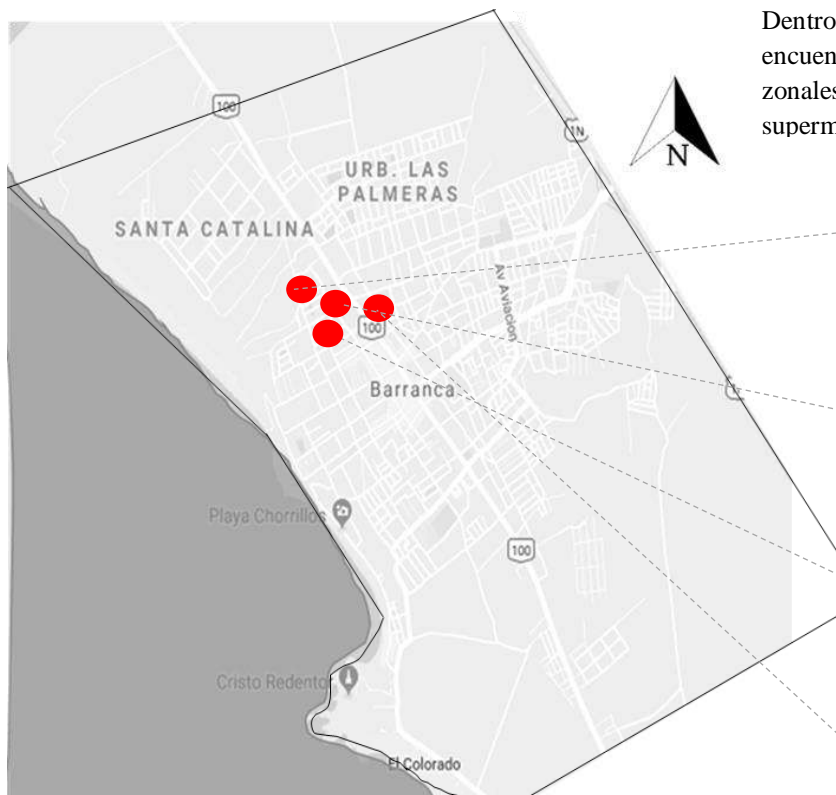 Dentro
encuen
zonales
superm
N
100
1N
URB. LAS
PALMERAS
SANTA CATALINA
Av Aviacion
100
Barranca
1
Playa Chorrillos
100
Cristo Redentor
El Colorado